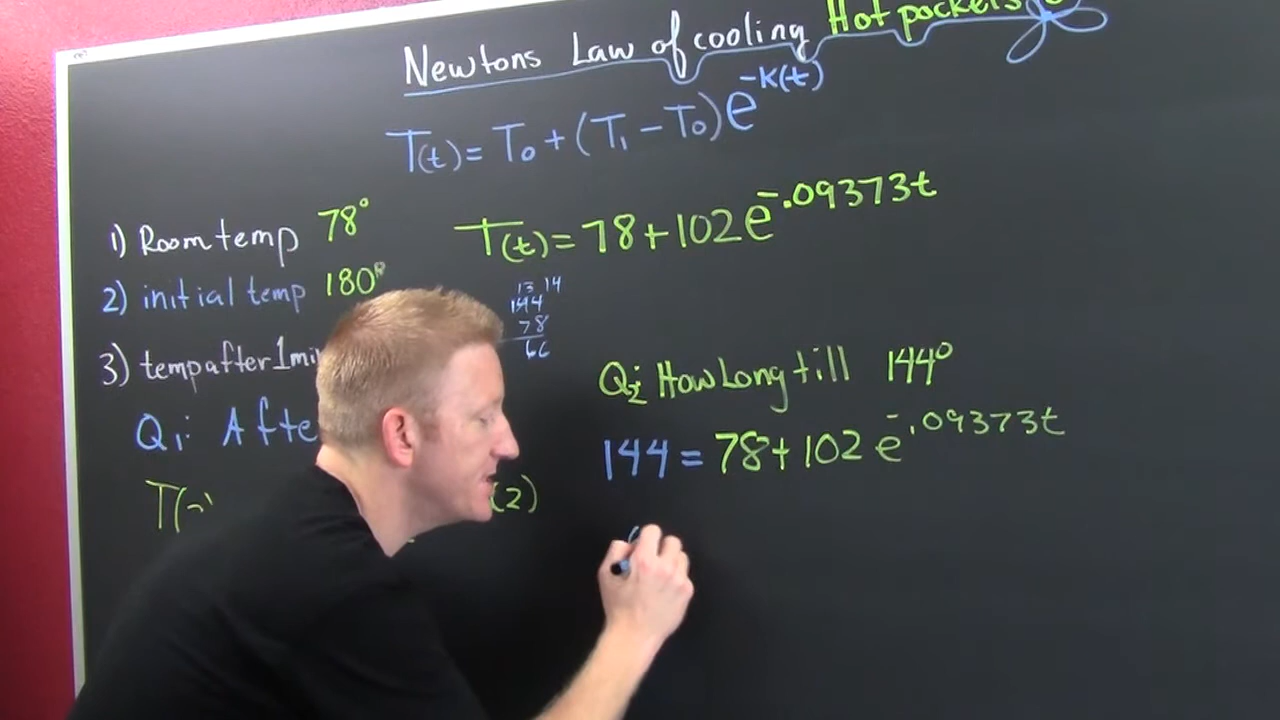 Newtons Law of cooling Hot pockets
T(t) = T₀ + (T₁ - T₀)e^-K(t)
1) Room temp 78°
T(t) = 78 + 102e^-.09373t
2) initial temp 180°
13 14
144
78
66
3) temp after 1mi
Q₂: How Long till 144°
Q₁: Afte
144 = 78 + 102 e^-.09373t
T(
(2)